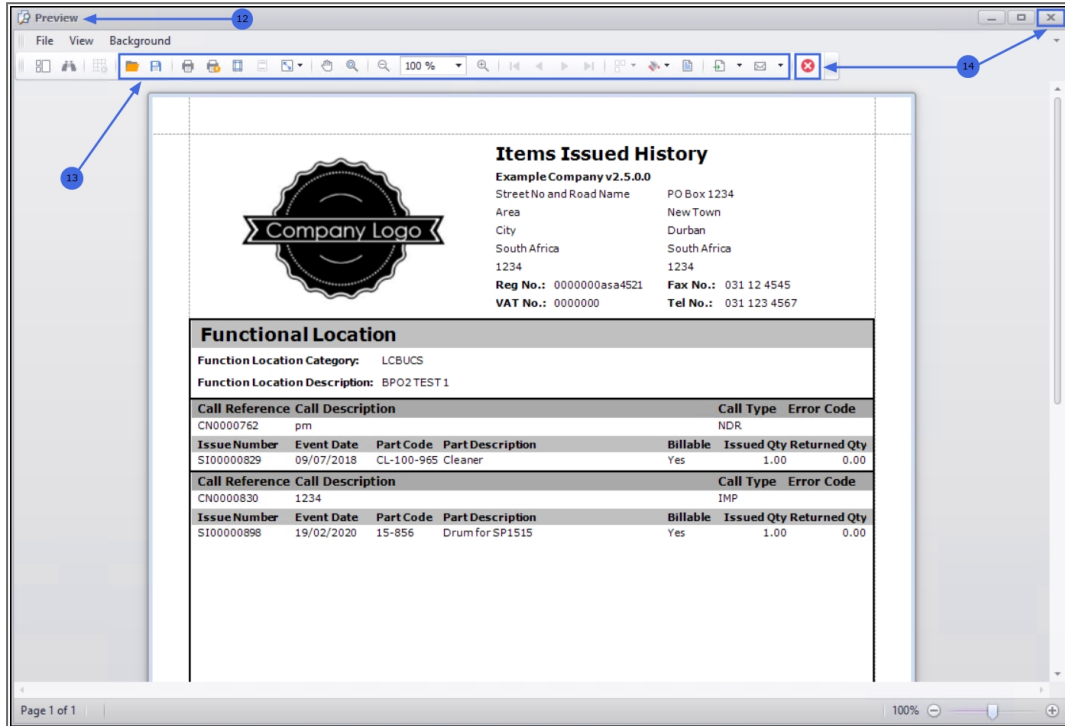 Preview
12
File View Background
100 %
14
13
Company Logo
Items Issued History
Example Company v2.5.0.0
Street No and Road Name PO Box 1234
Area New Town
City Durban
South Africa South Africa
1234 1234
Reg No.: 0000000asa4521 Fax No.: 031 12 4545
VAT No.: 0000000 Tel No.: 031 123 4567
Functional Location
Function Location Category: LCBUCS
Function Location Description: BPO2 TEST 1
Call Reference Call Description Call Type Error Code
CN0000762 pm NDR
Issue Number Event Date Part Code Part Description Billable Issued Qty Returned Qty
SI00000829 09/07/2018 CL-100-965 Cleaner Yes 1.00 0.00
Call Reference Call Description Call Type Error Code
CN0000830 1234 IMP
Issue Number Event Date Part Code Part Description Billable Issued Qty Returned Qty
SI00000898 19/02/2020 15-856 Drum for SP1515 Yes 1.00 0.00
Page 1 of 1 100%